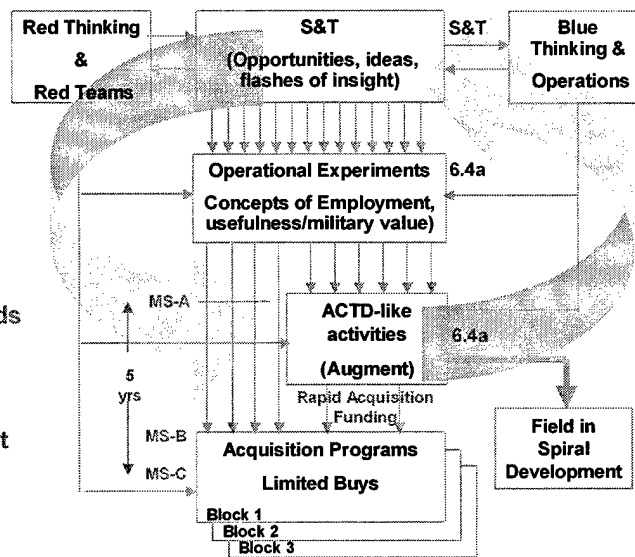 Red Thinking
&
Red Teams
S&T
(Opportunities, ideas,
flashes of insight)
S&T
Blue
Thinking &
Operations
Operational Experiments
Concepts of Employment,
usefulness/military value)
6.4a
MS-A
ds
5
yrs
t
MS-B
MS-C
ACTD-like
activities
(Augment)
6.4a
Rapid Acquisition
Funding
Acquisition Programs
Limited Buys
Block 1
Block 2
Block 3
Field in
Spiral
Development